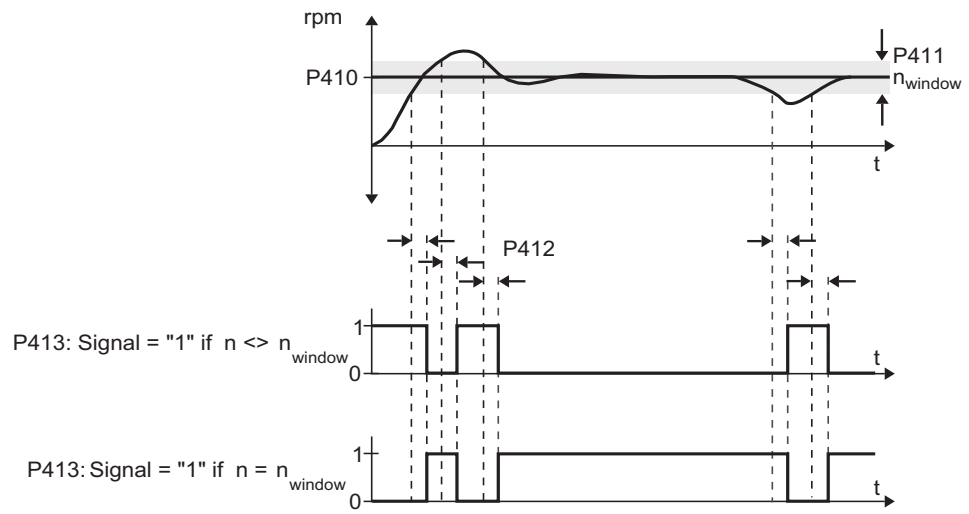 rpm
P411
P410
n window
t
P412
1
P413: Signal = "1" if n <> n window
t
0
1
P413: Signal = "1" if n = n window
t
0